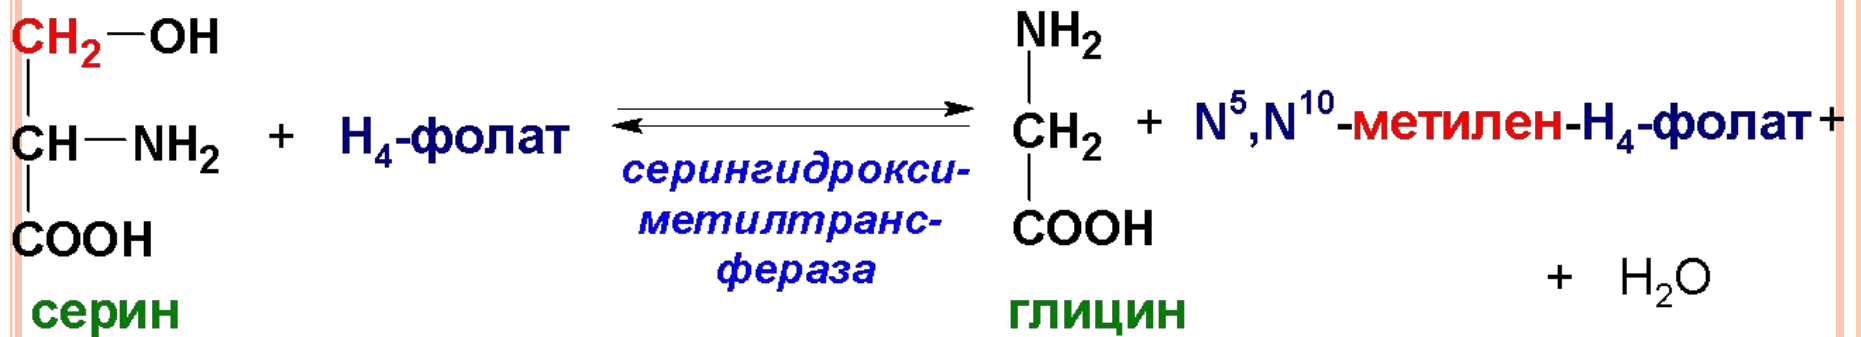 CH₂—OH
CH—NH₂ + H₄-фолат
COOH
серин
серингидрокси-
метилтранс-
фераза
NH₂
CH₂ + N⁵,N¹⁰-метилен-H₄-фолат +
COOH
глицин
+ H₂O